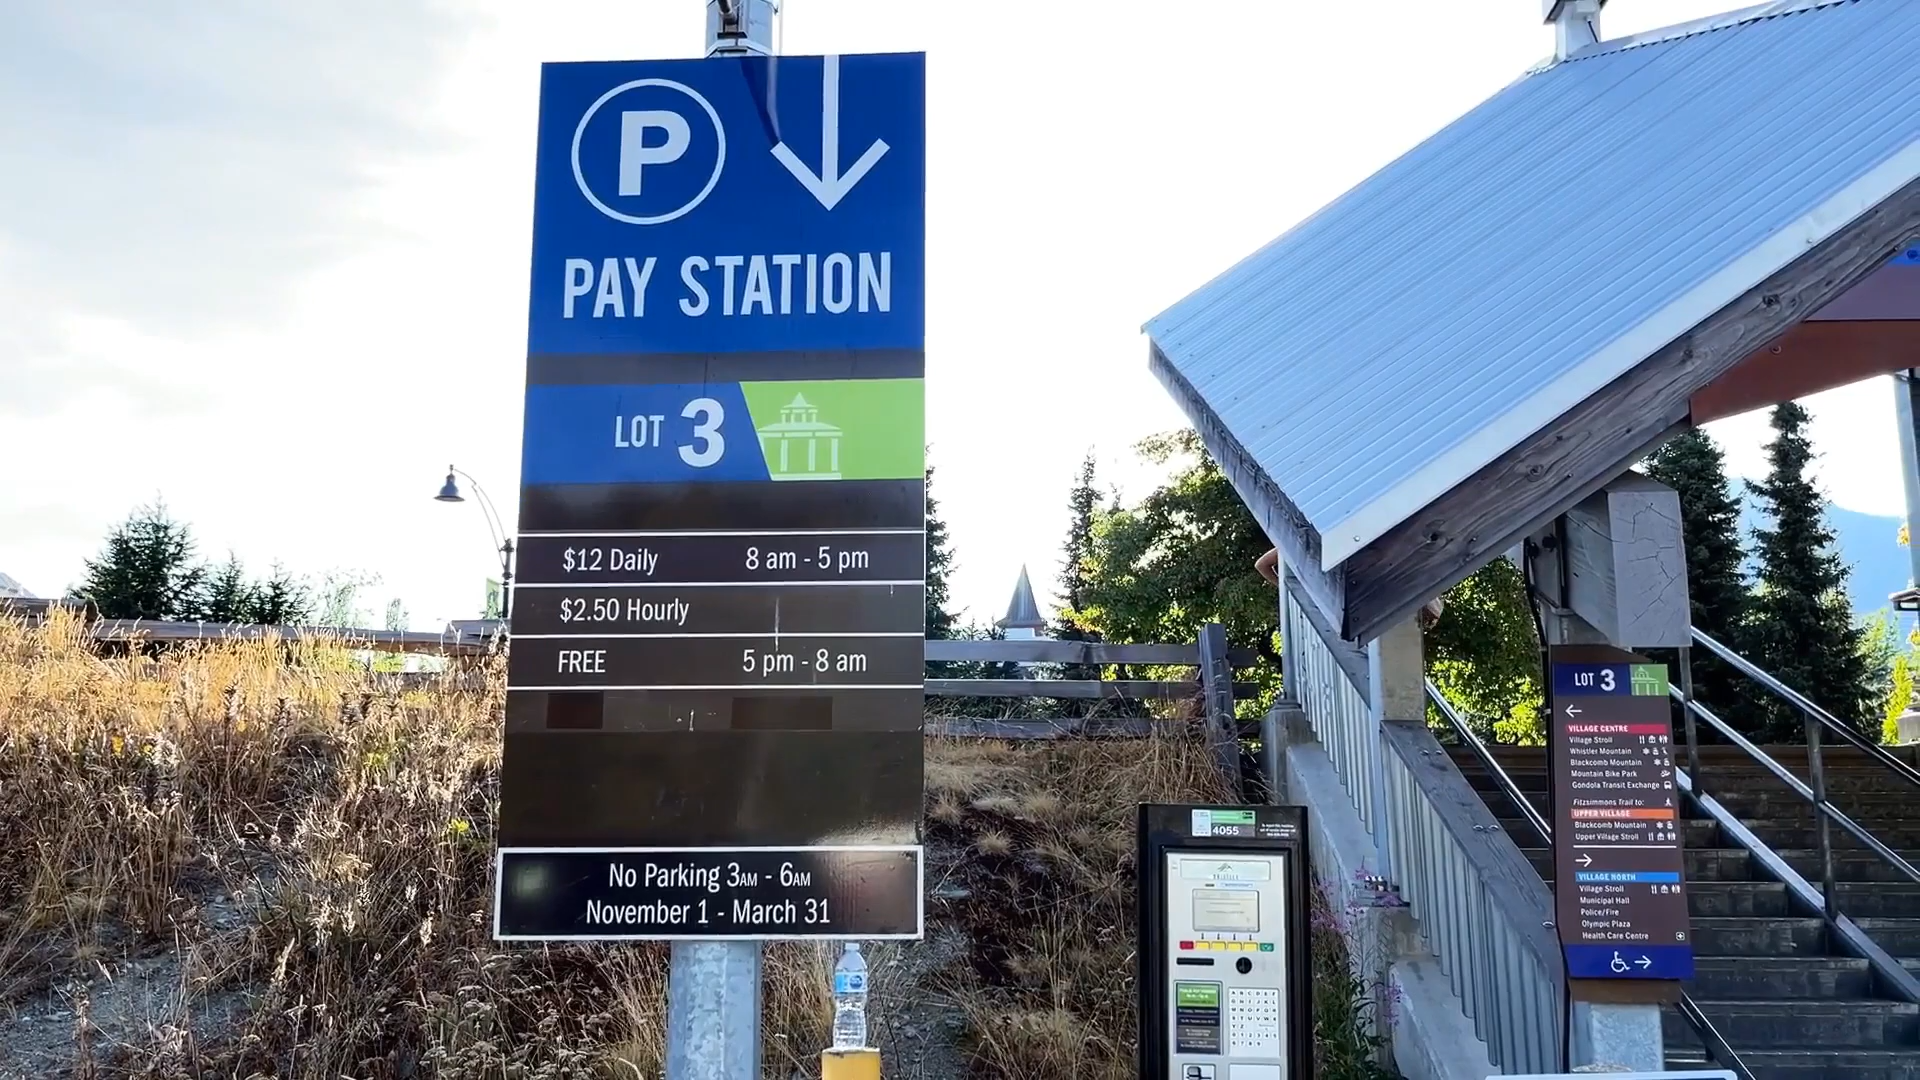 P
PAY STATION
LOT 3
$12 Daily 8 am - 5 pm
$2.50 Hourly
FREE 5 pm - 8 am
No Parking 3AM - 6AM
November 1 - March 31
4055
LOT 3
VILLAGE CENTRE
Village Stroll
Whistler Mountain
Blackcomb Mountain
Mountain Bike Park
Gondola Transit Exchange
Fitzsimmons Trail to:
UPPER VILLAGE
Blackcomb Mountain
Upper Village Stroll
VILLAGE NORTH
Village Stroll
Municipal Hall
Police/Fire
Olympic Plaza
Health Care Centre